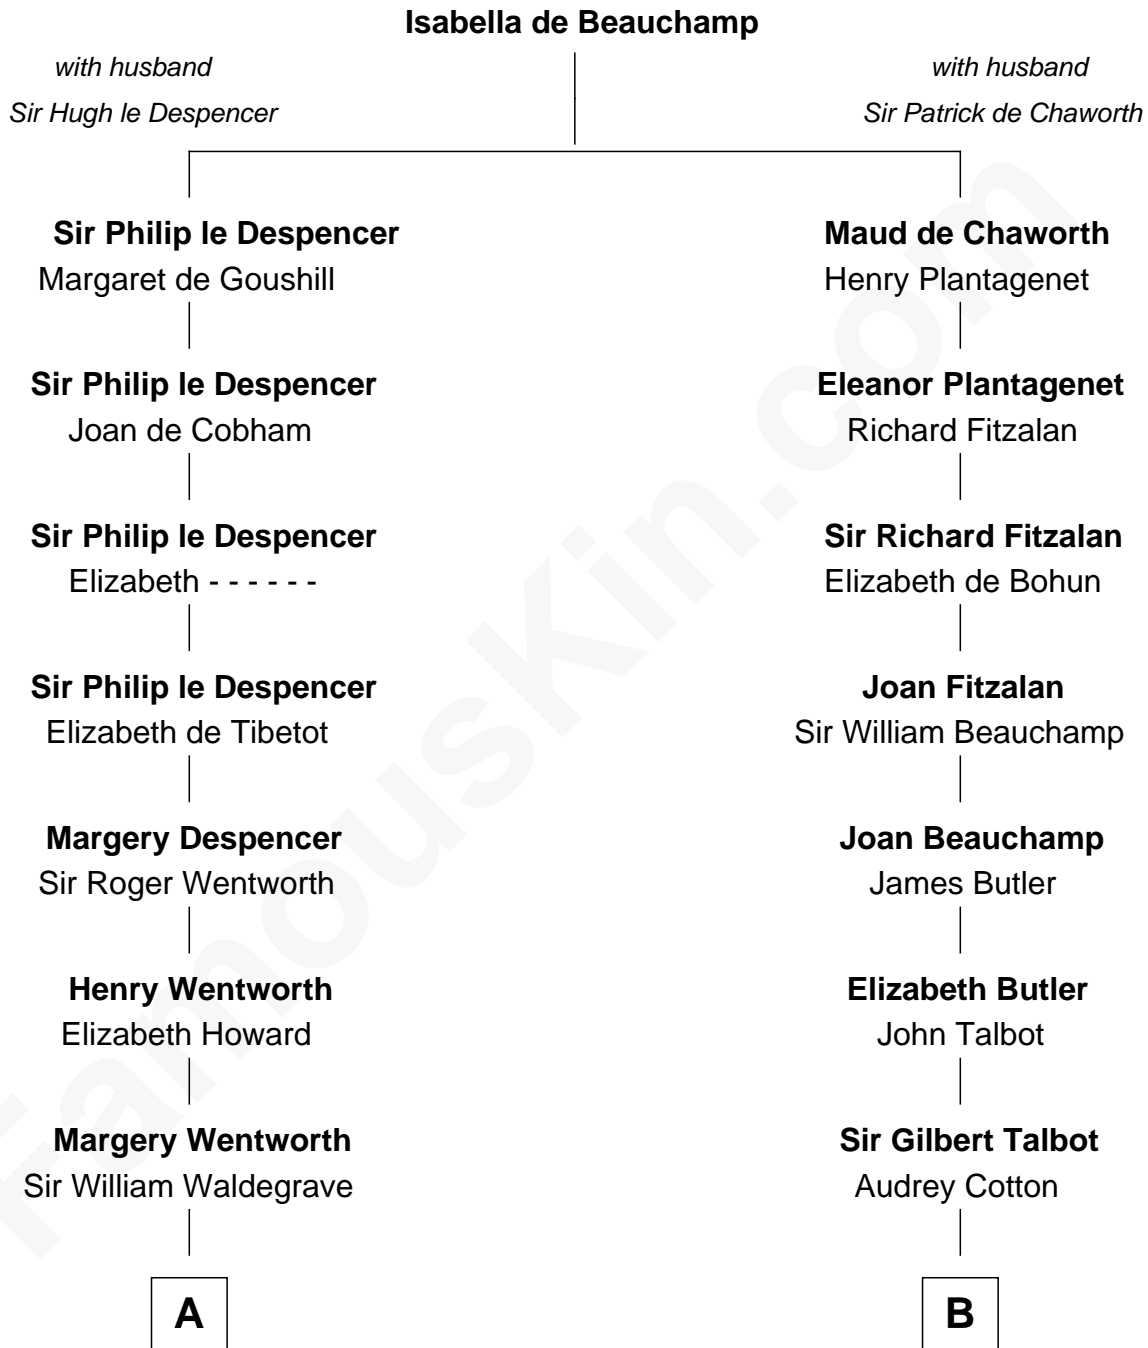 Isabella de Beauchamp
with husband
Sir Hugh le Despencer
with husband
Sir Patrick de Chaworth
Sir Philip le Despencer
Margaret de Goushill
Maud de Chaworth
Henry Plantagenet
Sir Philip le Despencer
Joan de Cobham
Eleanor Plantagenet
Richard Fitzalan
Sir Philip le Despencer
Elizabeth - - - - - -
Sir Richard Fitzalan
Elizabeth de Bohun
Sir Philip le Despencer
Elizabeth de Tibetot
Joan Fitzalan
Sir William Beauchamp
Margery Despencer
Sir Roger Wentworth
Joan Beauchamp
James Butler
Henry Wentworth
Elizabeth Howard
Elizabeth Butler
John Talbot
Margery Wentworth
Sir William Waldegrave
Sir Gilbert Talbot
Audrey Cotton
A
B
FamousKin.com